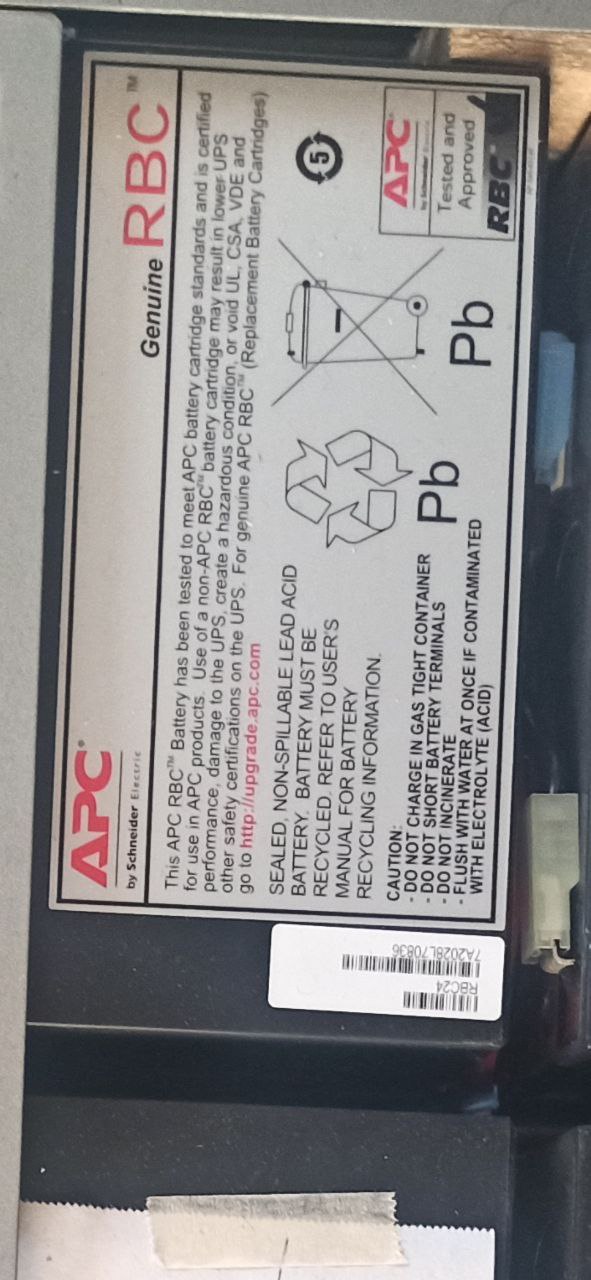 APC®
by Schneider Electric
Genuine RBC™
This APC RBC™ Battery has been tested to meet APC battery cartridge standards and is certified
for use in APC products. Use of a non-APC RBC™ battery cartridge may result in lower UPS
performance, damage to the UPS, create a hazardous condition, or void UL, CSA, VDE and
other safety certifications on the UPS. For genuine APC RBC™ (Replacement Battery Cartridges)
go to http://upgrade.apc.com
SEALED, NON-SPILLABLE LEAD ACID
BATTERY. BATTERY MUST BE
RECYCLED. REFER TO USER'S
MANUAL FOR BATTERY
RECYCLING INFORMATION.
CAUTION:
- DO NOT CHARGE IN GAS TIGHT CONTAINER
- DO NOT SHORT BATTERY TERMINALS
- DO NOT INCINERATE
- FLUSH WITH WATER AT ONCE IF CONTAMINATED
WITH ELECTROLYTE (ACID)
Pb
Pb
5
APC®
by Schneider Electric
Tested and
Approved
RBC™
RBC24
7A2028L70836